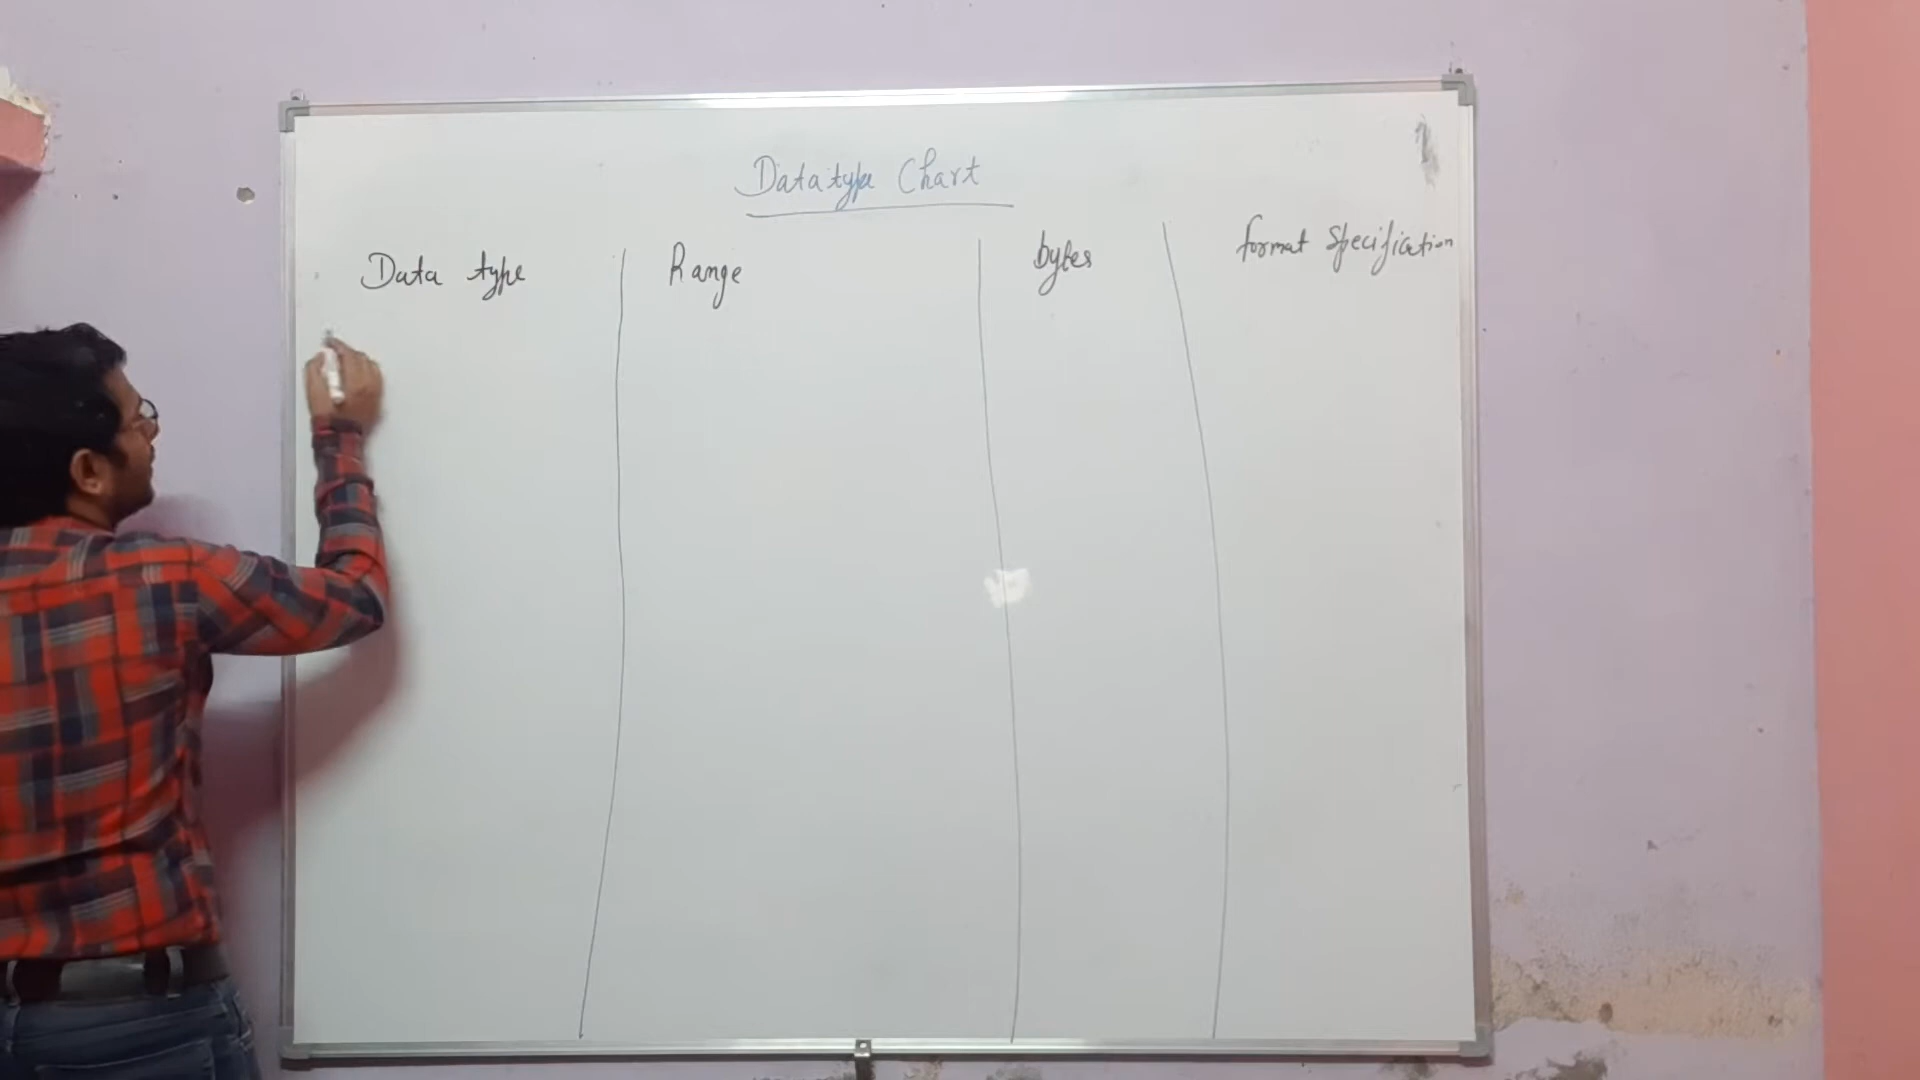 Datatype Chart
Data type Range bytes format Specification